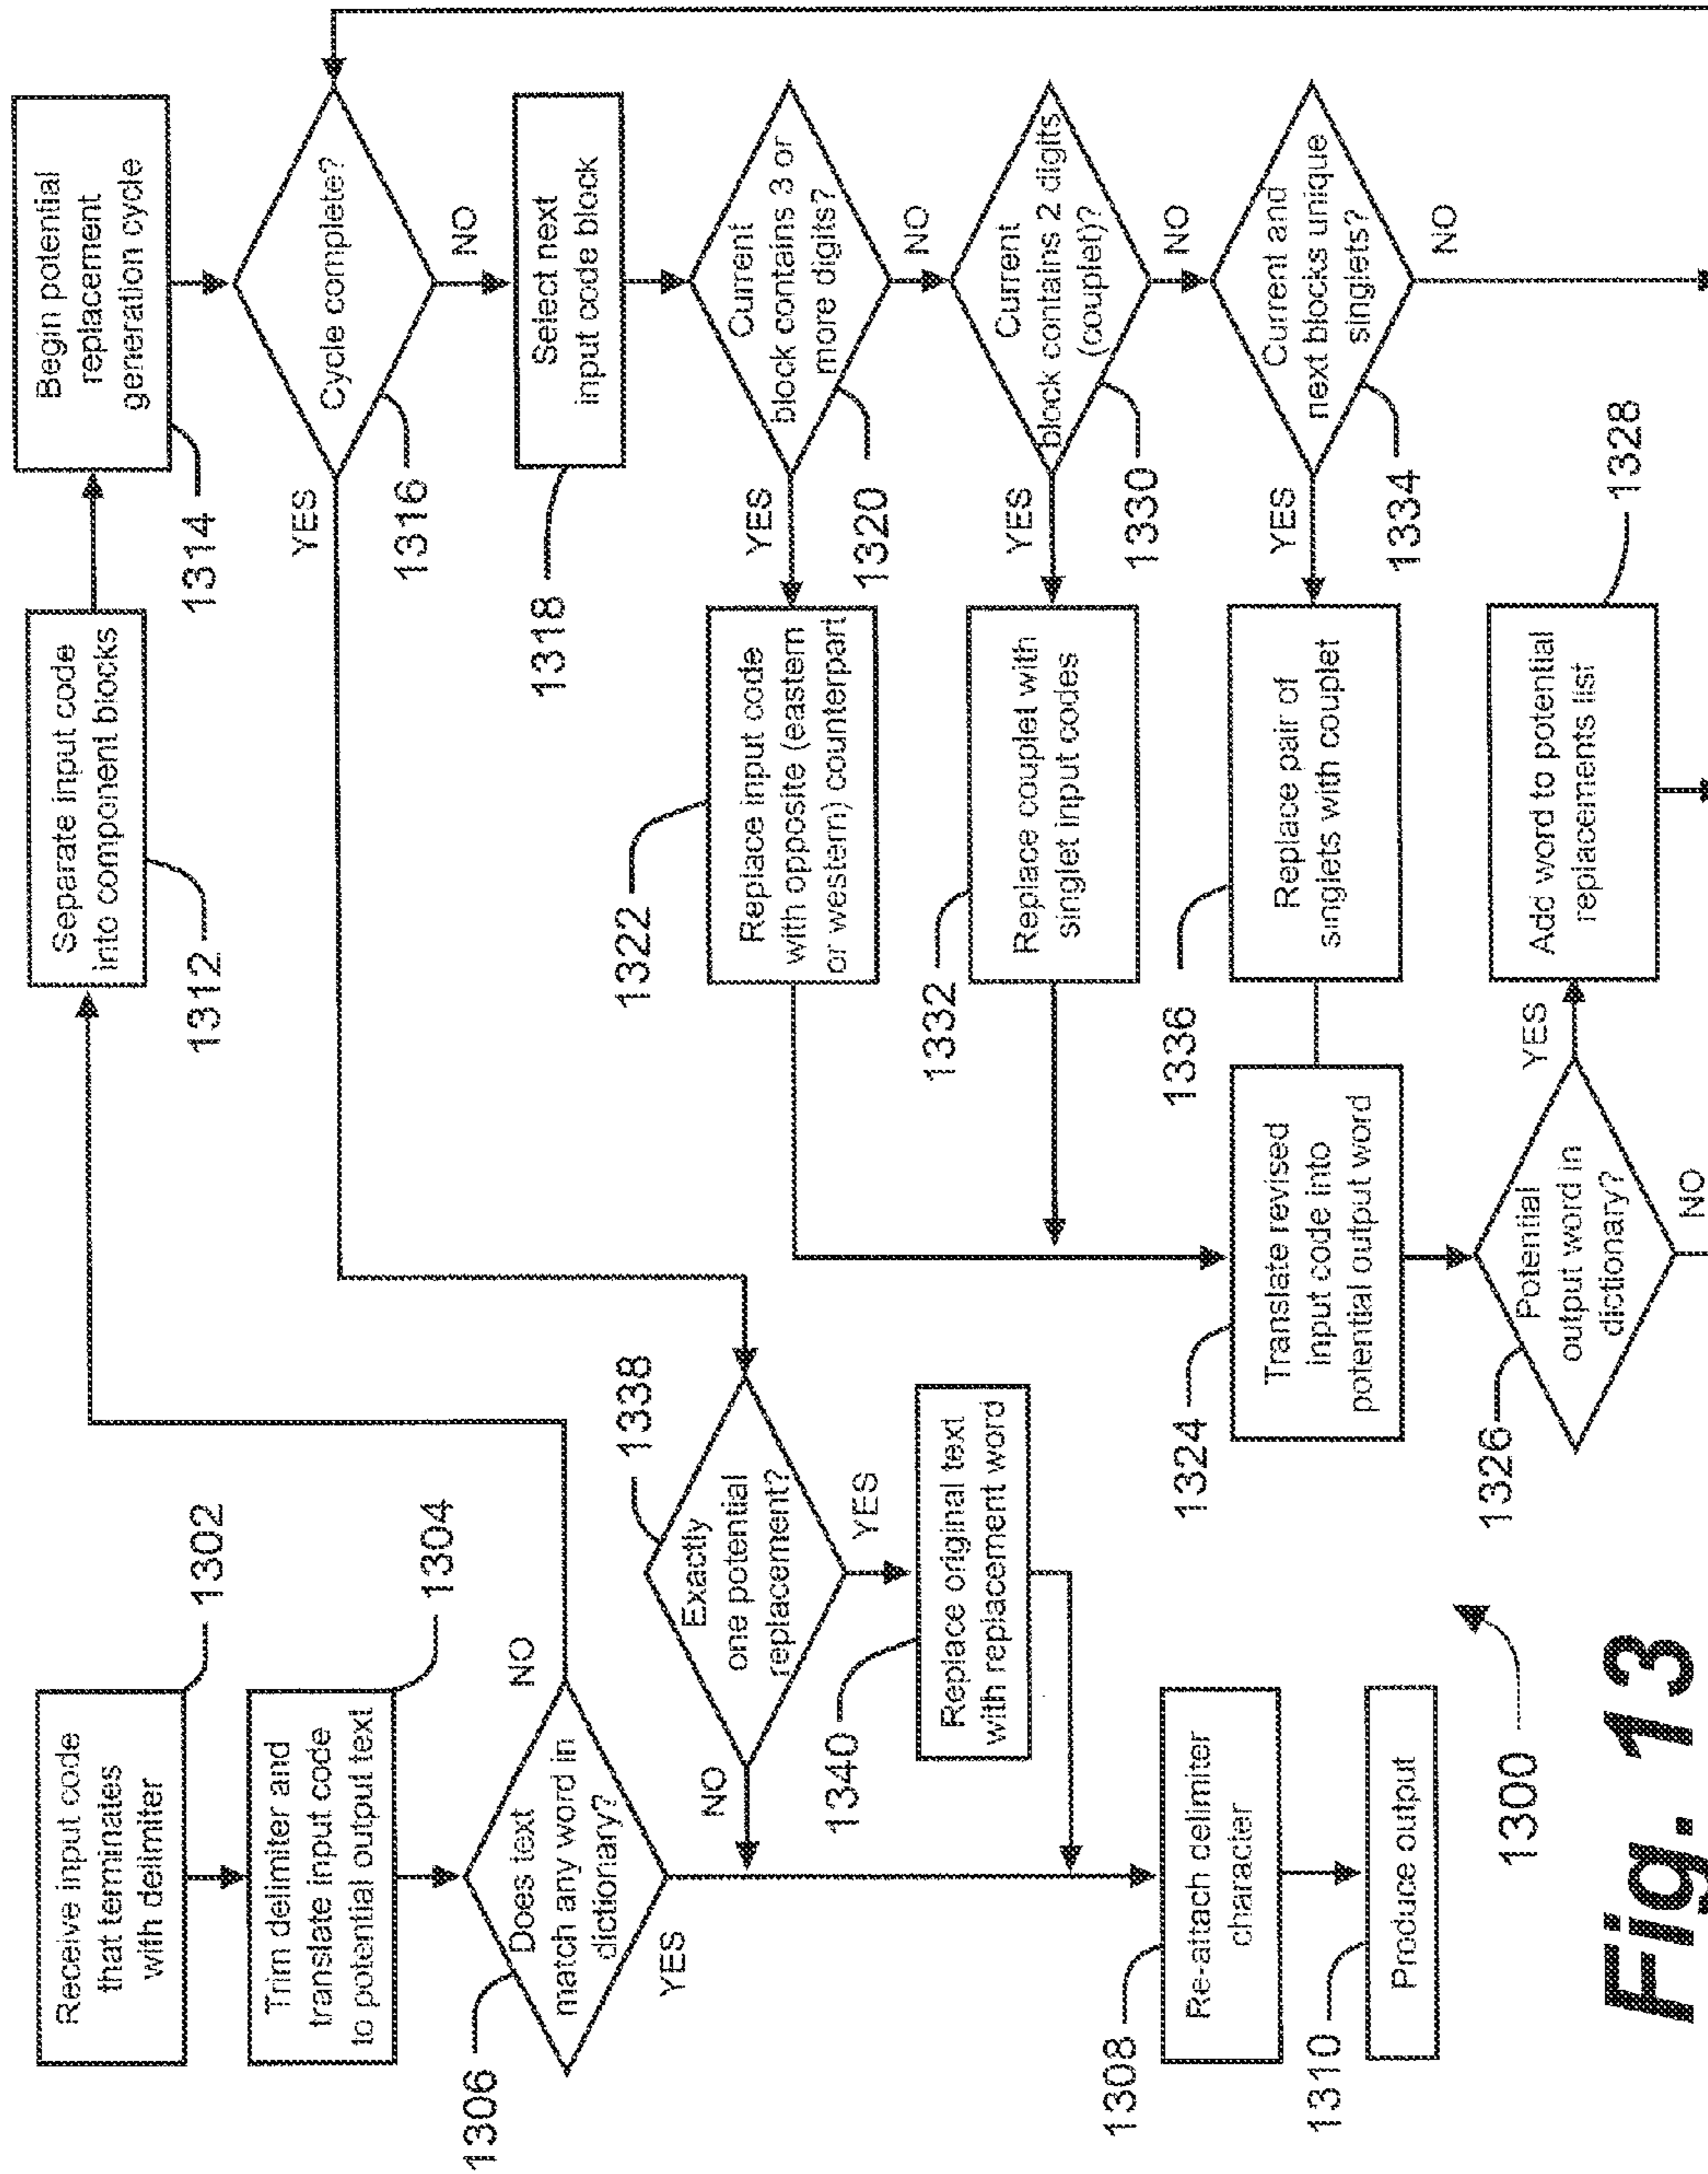 Receive input code
that terminates
with delimiter
1302
Trim delimiter and
translate input code
to potential output text
1304
Does text
match any word in
dictionary?
1306
NO
YES
Re-attach delimiter
character
1308
Produce output
1310
Separate input code
into component blocks
1312
Begin potential
replacement
generation cycle
1314
Cycle complete?
1316
YES
NO
Select next
input code block
1318
Current
block contains 3 or
more digits?
1320
YES
NO
Replace input code
with opposite (eastern
or western) counterpart
1322
Current
block contains 2 digits
(couplet)?
1330
YES
NO
Replace couplet with
singlet input codes
1332
Current and
next blocks unique
singlets?
1334
YES
NO
Replace pair of
singlets with couplet
1336
Translate revised
input code into
potential output word
1324
Potential
output word in
dictionary?
1326
YES
NO
Add word to potential
replacements list
1328
Exactly
one potential
replacement?
1338
NO
YES
Replace original text
with replacement word
1340
1300
Fig. 13